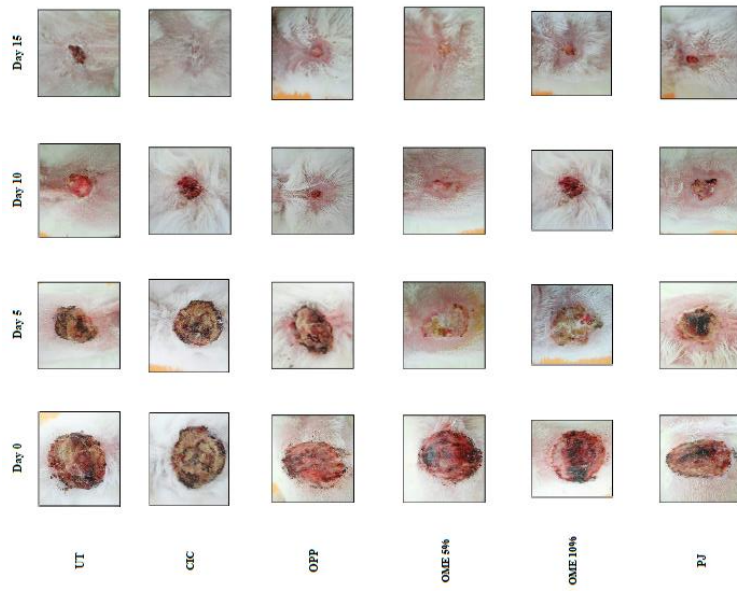 Day 15
Day 10
Day 5
Day 0
UT
CIC
OPP
OME 5%
OME 10%
PJ